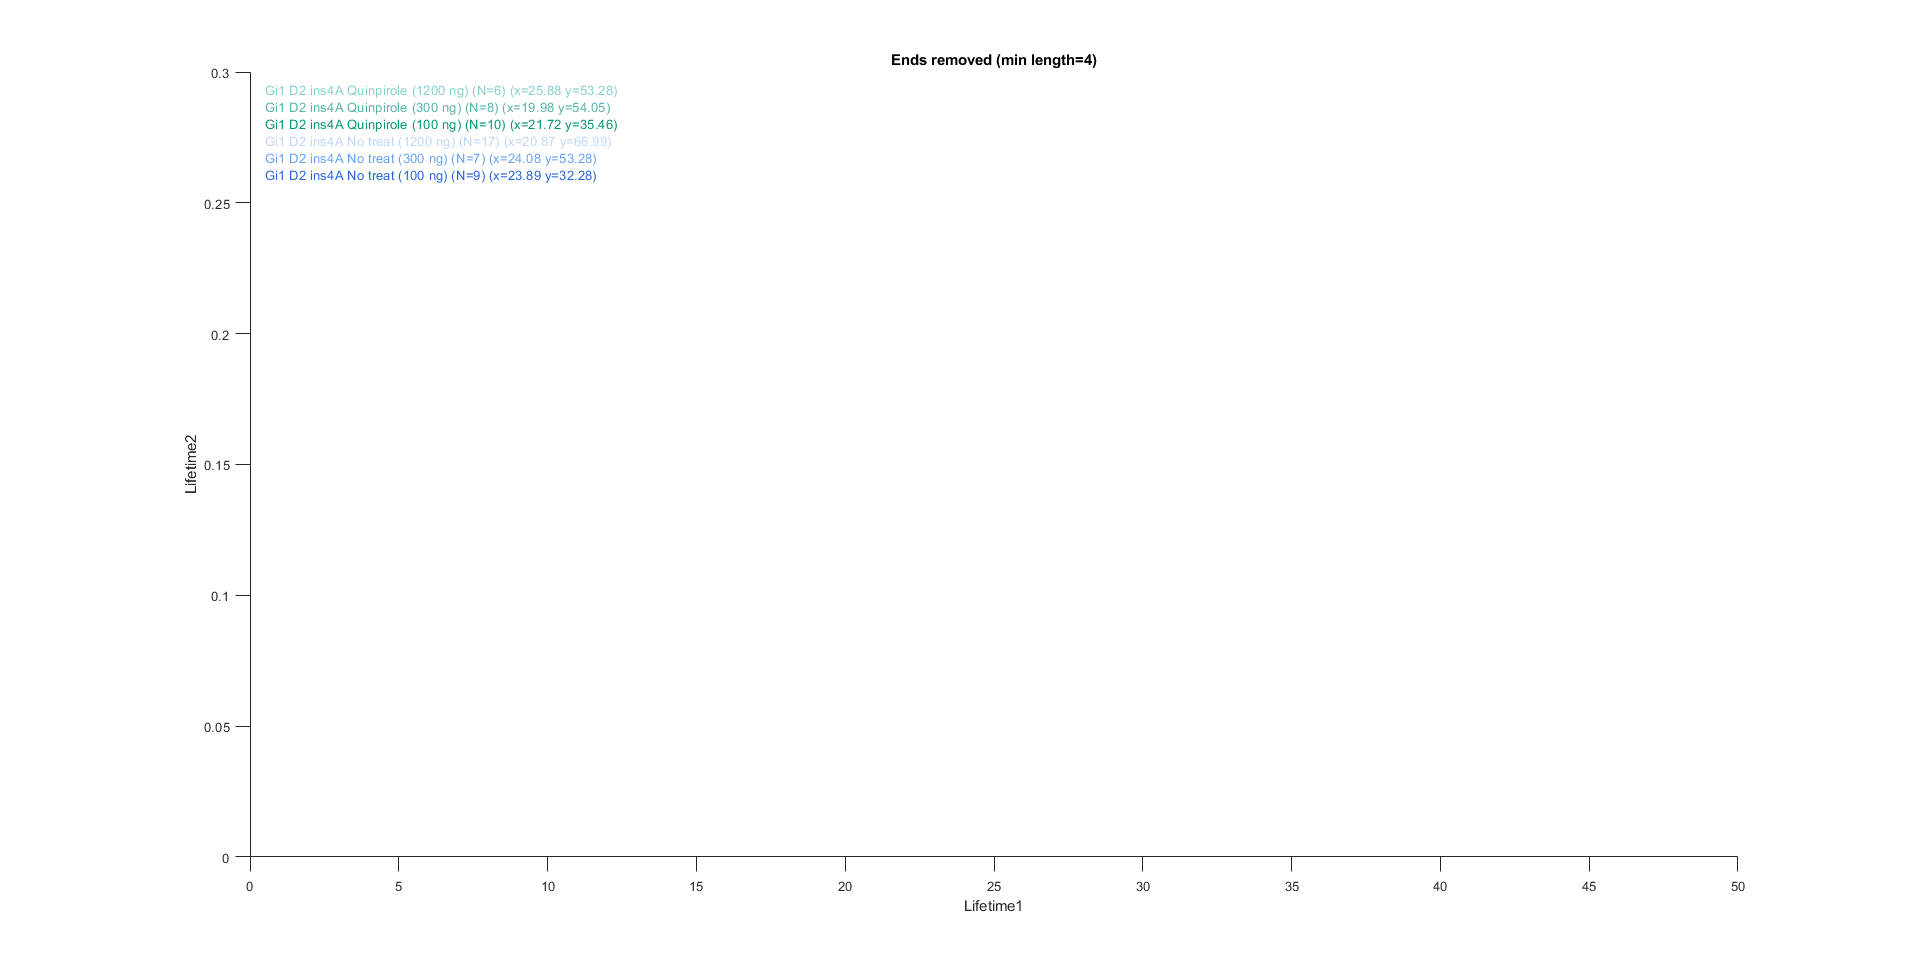 Ends removed (min length=4)
0.3
Gi1 D2 ins4A Quinpirole (1200 ng) (N=6) (x=25.88 y=53.28)
Gi1 D2 ins4A Quinpirole (300 ng) (N=8) (x=19.98 y=54.05)
Gi1 D2 ins4A Quinpirole (100 ng) (N=10) (x=21.72 y=35.46)
Gi1 D2 ins4A No treat (1200 ng) (N=17) (x=20.87 y=66.99)
Gi1 D2 ins4A No treat (300 ng) (N=7) (x=24.08 y=53.28)
Gi1 D2 ins4A No treat (100 ng) (N=9) (x=23.89 y=32.28)
0.25
0.2
Lifetime2
0.15
0.1
0.05
0
0 5 10 15 20 25 30 35 40 45 50
Lifetime1